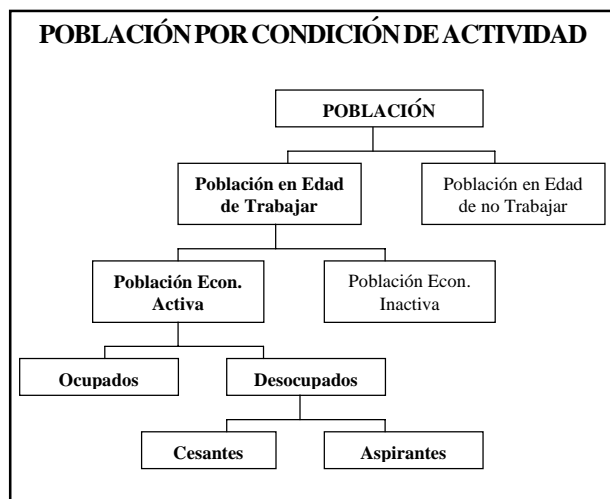 POBLACIÓN POR CONDICIÓN DE ACTIVIDAD
POBLACIÓN
Población en Edad
de Trabajar
Población en Edad
de no Trabajar
Población Econ.
Activa
Población Econ.
Inactiva
Ocupados
Desocupados
Cesantes
Aspirantes